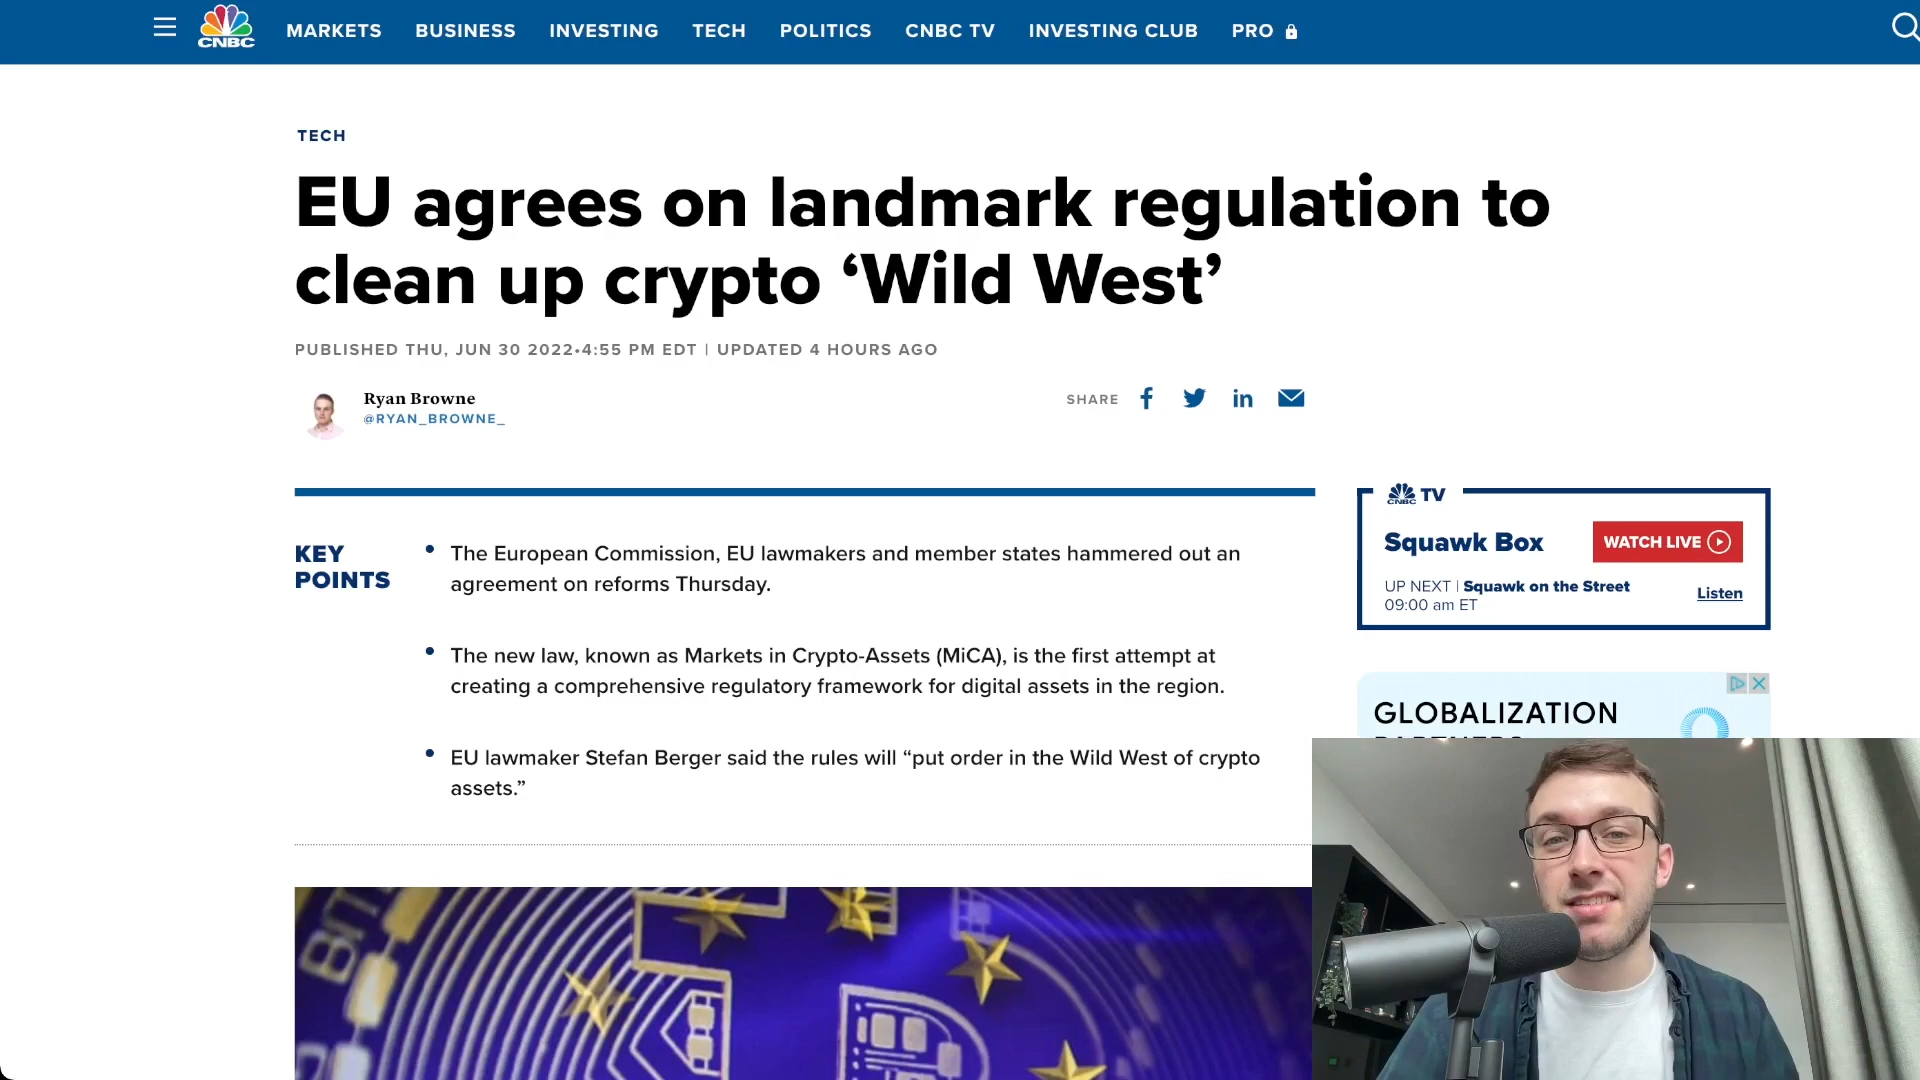 CNBC
MARKETS BUSINESS INVESTING TECH POLITICS CNBC TV INVESTING CLUB PRO
TECH
EU agrees on landmark regulation to
clean up crypto ‘Wild West’
PUBLISHED THU, JUN 30 2022•4:55 PM EDT | UPDATED 4 HOURS AGO
Ryan Browne
@RYAN_BROWNE_
SHARE
KEY
POINTS
• The European Commission, EU lawmakers and member states hammered out an
agreement on reforms Thursday.
• The new law, known as Markets in Crypto-Assets (MiCA), is the first attempt at
creating a comprehensive regulatory framework for digital assets in the region.
• EU lawmaker Stefan Berger said the rules will “put order in the Wild West of crypto
assets.”
CNBC TV
Squawk Box
WATCH LIVE
UP NEXT | Squawk on the Street
09:00 am ET
Listen
GLOBALIZATION